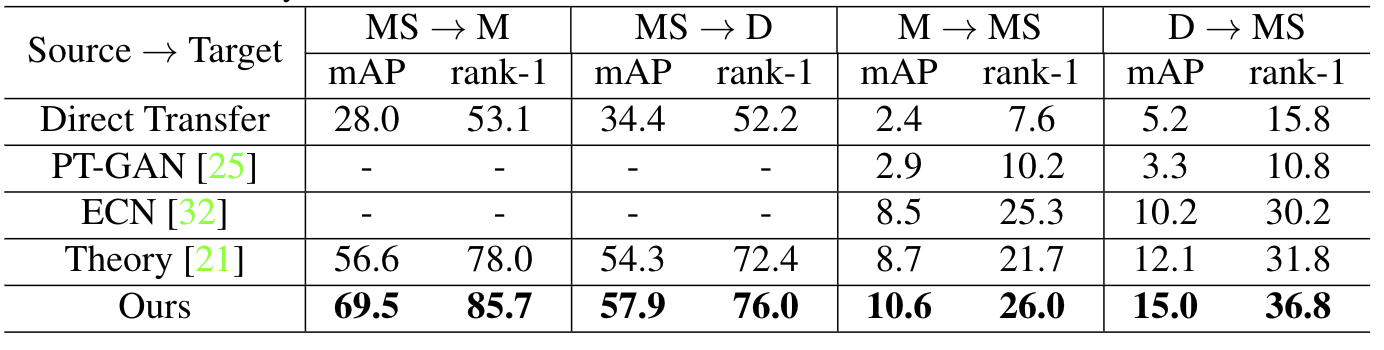 Source → Target MS → M MS → D M → MS D → MS
mAP rank-1 mAP rank-1 mAP rank-1 mAP rank-1
Direct Transfer 28.0 53.1 34.4 52.2 2.4 7.6 5.2 15.8
PT-GAN [25] - - - - 2.9 10.2 3.3 10.8
ECN [32] - - - - 8.5 25.3 10.2 30.2
Theory [21] 56.6 78.0 54.3 72.4 8.7 21.7 12.1 31.8
Ours 69.5 85.7 57.9 76.0 10.6 26.0 15.0 36.8